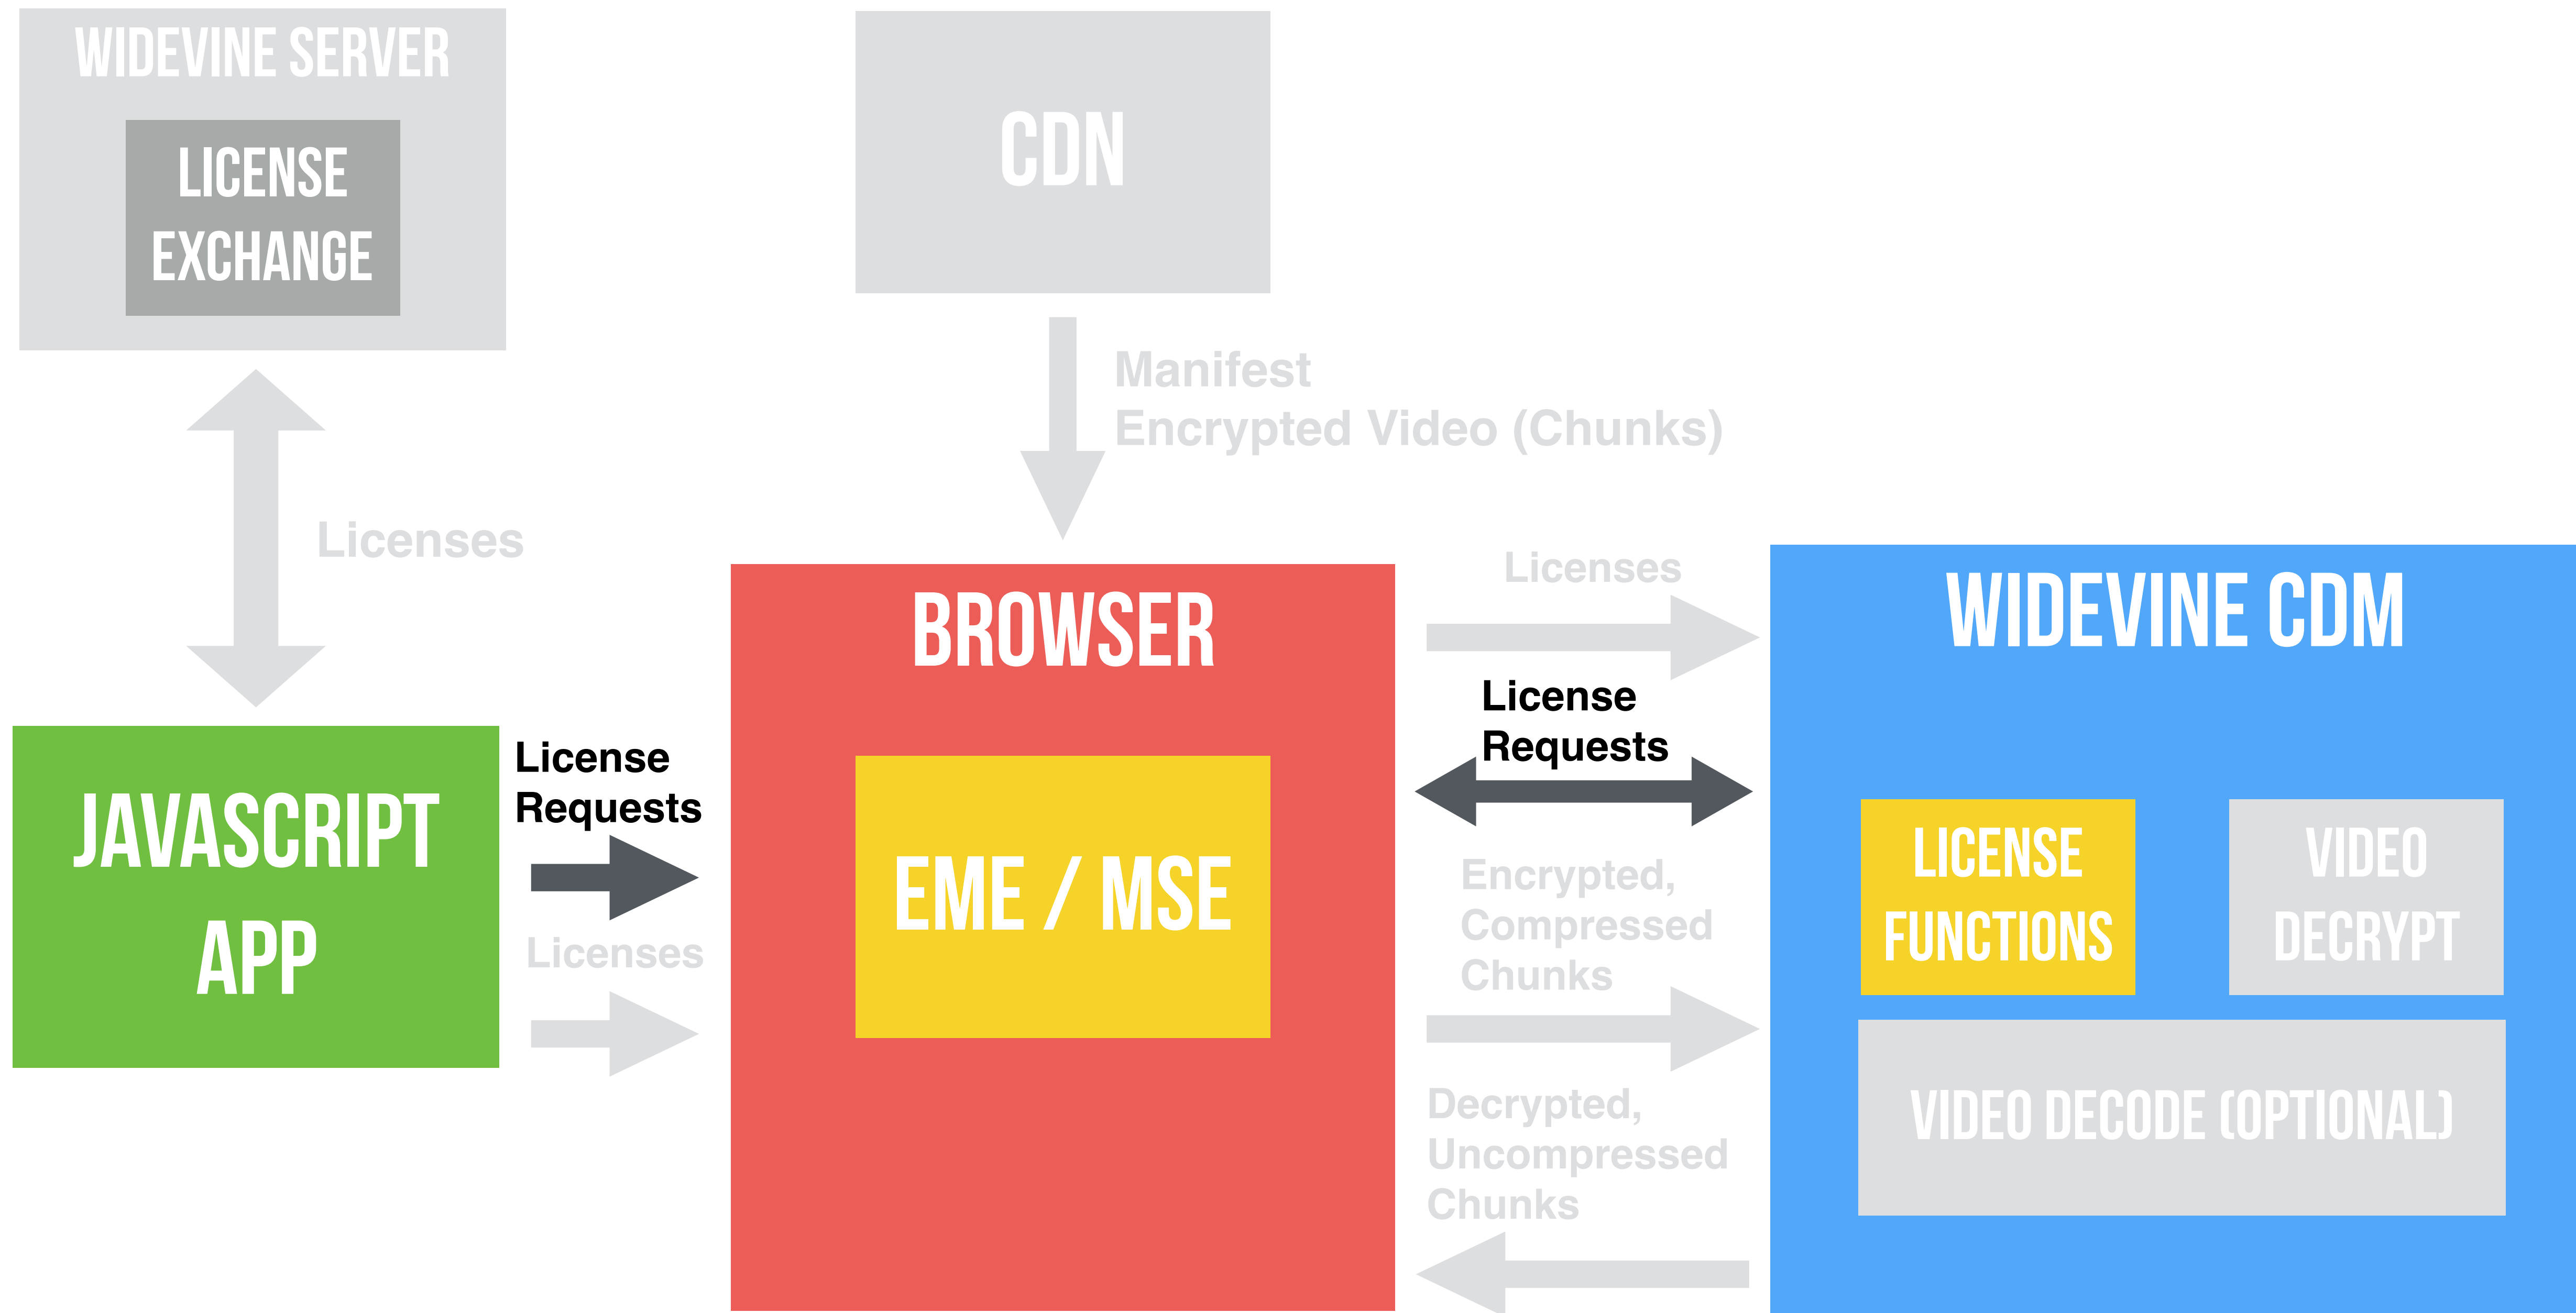 WIDEVINE SERVER
LICENSE
EXCHANGE
CDN
Manifest
Encrypted Video (Chunks)
Licenses
JAVASCRIPT
APP
License
Requests
Licenses
BROWSER
EME / MSE
Licenses
License
Requests
Encrypted,
Compressed
Chunks
Decrypted,
Uncompressed
Chunks
WIDEVINE CDM
LICENSE
FUNCTIONS
VIDEO
DECRYPT
VIDEO DECODE (OPTIONAL)